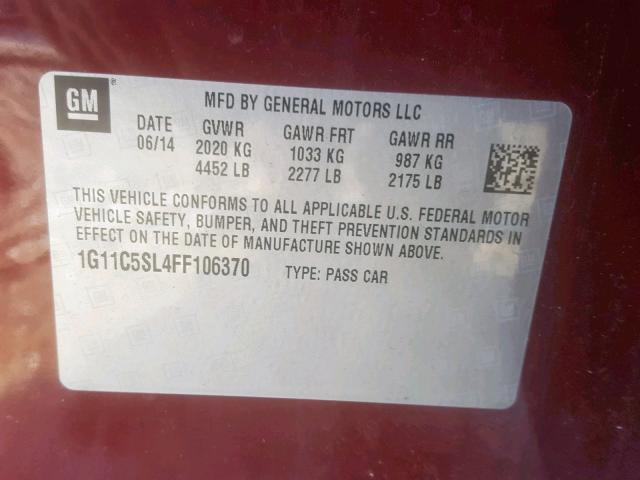 GM
MFD BY GENERAL MOTORS LLC
DATE GVWR GAWR FRT GAWR RR
06/14 2020 KG 1033 KG 987 KG
4452 LB 2277 LB 2175 LB
THIS VEHICLE CONFORMS TO ALL APPLICABLE U.S. FEDERAL MOTOR
VEHICLE SAFETY, BUMPER, AND THEFT PREVENTION STANDARDS IN
EFFECT ON THE DATE OF MANUFACTURE SHOWN ABOVE.
1G11C5SL4FF106370 TYPE: PASS CAR